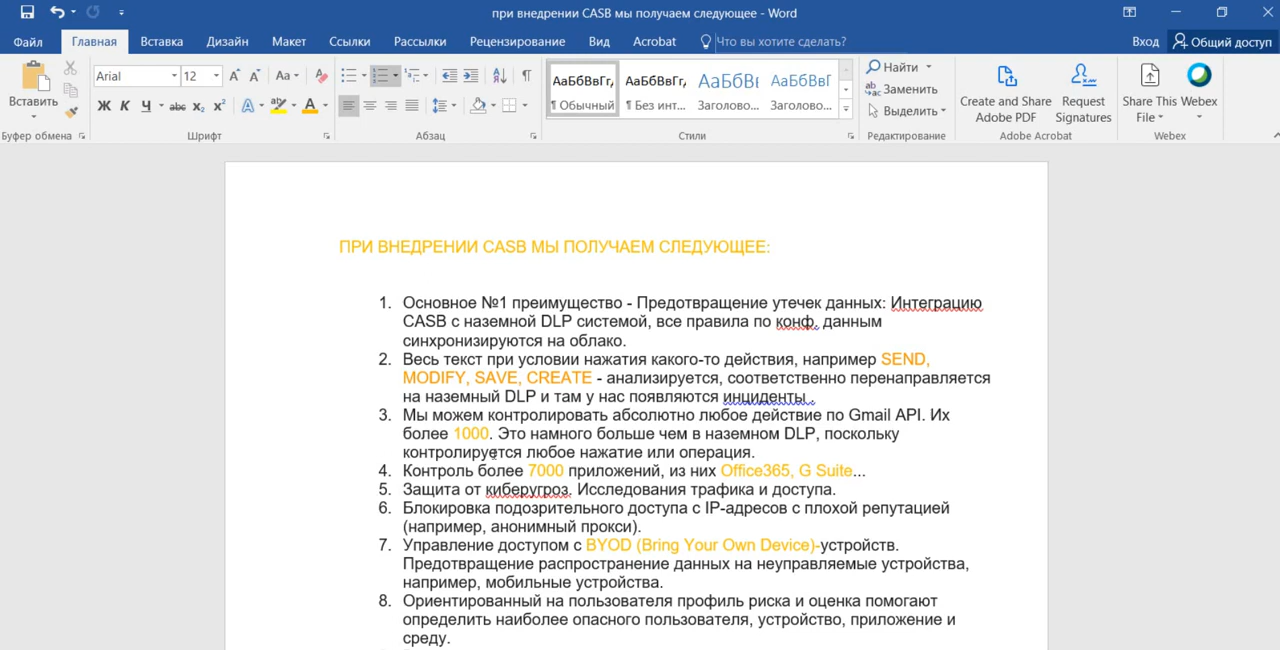 при внедрении CASB мы получаем следующее - Word
Файл Главная Вставка Дизайн Макет Ссылки Рассылки Рецензирование Вид Acrobat Что вы хотите сделать? Вход Общий доступ
Вставить
Буфер обмена
Arial 12
Шрифт
Абзац
АаБбВвГг, АаБбВвГг, АаБбВı АаБбВвГ
¶ Обычный ¶ Без инт... Заголово... Заголово...
Стили
Найти
Заменить
Выделить
Редактирование
Create and Share Adobe PDF
Request Signatures
Adobe Acrobat
Share This File
Webex
Webex
ПРИ ВНЕДРЕНИИ CASB МЫ ПОЛУЧАЕМ СЛЕДУЮЩЕЕ:
1. Основное №1 преимущество - Предотвращение утечек данных: Интеграцию
CASB с наземной DLP системой, все правила по конф. данным
синхронизируются на облако.
2. Весь текст при условии нажатия какого-то действия, например SEND,
MODIFY, SAVE, CREATE - анализируется, соответственно перенаправляется
на наземный DLP и там у нас появляются инциденты .
3. Мы можем контролировать абсолютно любое действие по Gmail API. Их
более 1000. Это намного больше чем в наземном DLP, поскольку
контролируется любое нажатие или операция.
4. Контроль более 7000 приложений, из них Office365, G Suite...
5. Защита от киберугроз. Исследования трафика и доступа.
6. Блокировка подозрительного доступа с IP-адресов с плохой репутацией
(например, анонимный прокси).
7. Управление доступом с BYOD (Bring Your Own Device)-устройств.
Предотвращение распространение данных на неуправляемые устройства,
например, мобильные устройства.
8. Ориентированный на пользователя профиль риска и оценка помогают
определить наиболее опасного пользователя, устройство, приложение и
среду.